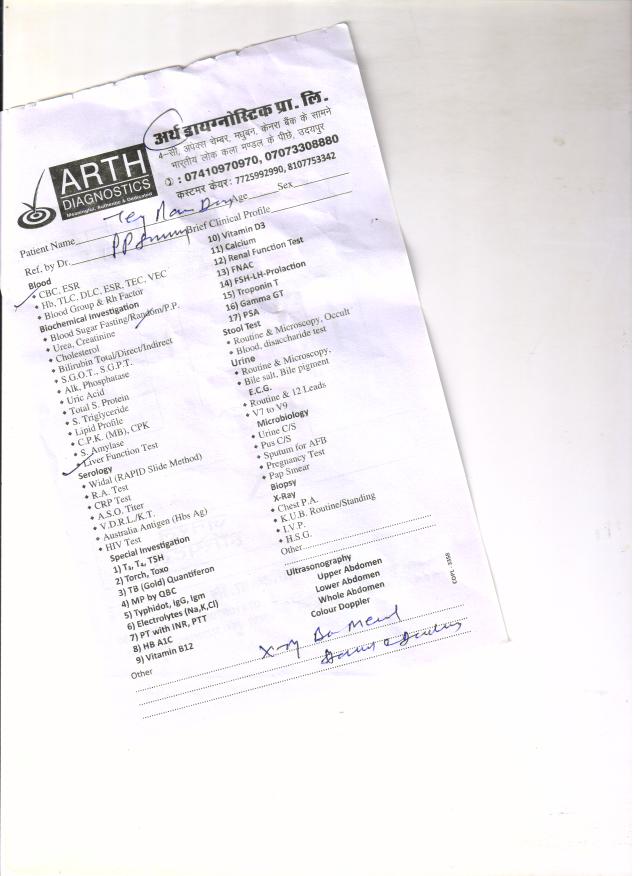 अर्थ डायग्नोस्टिक प्रा. लि.
4-सी, अपेक्स चेम्बर, मधुबन, केनरा बैंक के सामने
भारतीय लोक कला मण्डल के पीछे, उदयपुर
: 07410970970, 07073308880
कस्टमर केयर: 7725992990, 8107753342
ARTH
DIAGNOSTICS
Meaningful, Authentic & Dedicated
Patient Name Age Sex
Ref. by Dr. Brief Clinical Profile
Blood
• CBC, ESR
• Hb, TLC, DLC, ESR, TEC, VEC
• Blood Group & Rh Factor
Biochemical Investigation
• Blood Sugar Fasting/Random/P.P.
• Urea, Creatinine
• Cholesterol
• Bilirubin Total/Direct/Indirect
• S.G.O.T., S.G.P.T.
• Alk, Phosphatase
• Uric Acid
• Total S. Protein
• S. Triglyceride
• Lipid Profile
• C.P.K. (MB), CPK
• S. Amylase
• Liver Function Test
Serology
• Widal (RAPID Slide Method)
• R.A. Test
• CRP Test
• A.S.O. Titer
• V.D.R.L./K.T.
• Australia Antigen (Hbs Ag)
• HIV Test
Special Investigation
1) T₃, T₄, TSH
2) Torch, Toxo
3) TB (Gold) Quantiferon
4) MP by QBC
5) Typhidot, IgG, Igm
6) Electrolytes (Na,K,Cl)
7) PT with INR, PTT
8) HB A1C
9) Vitamin B12
Other
10) Vitamin D3
11) Calcium
12) Renal Function Test
13) FNAC
14) FSH-LH-Prolaction
15) Troponin T
16) Gamma GT
17) PSA
Stool Test
• Routine & Microscopy, Occult
• Blood, disaccharide test
Urine
• Routine & Microscopy,
• Bile salt, Bile pigment
E.C.G.
• Routine & 12 Leads
• V7 to V9
Microbiology
• Urine C/S
• Pus C/S
• Sputum for AFB
• Pregnancy Test
• Pap Smear
Biopsy
X-Ray
• Chest P.A.
• K.U.B. Routine/Standing
• I.V.P.
• H.S.G.
Other
Ultrasonography
Upper Abdomen
Lower Abdomen
Whole Abdomen
Colour Doppler
X-ray Ba Meal